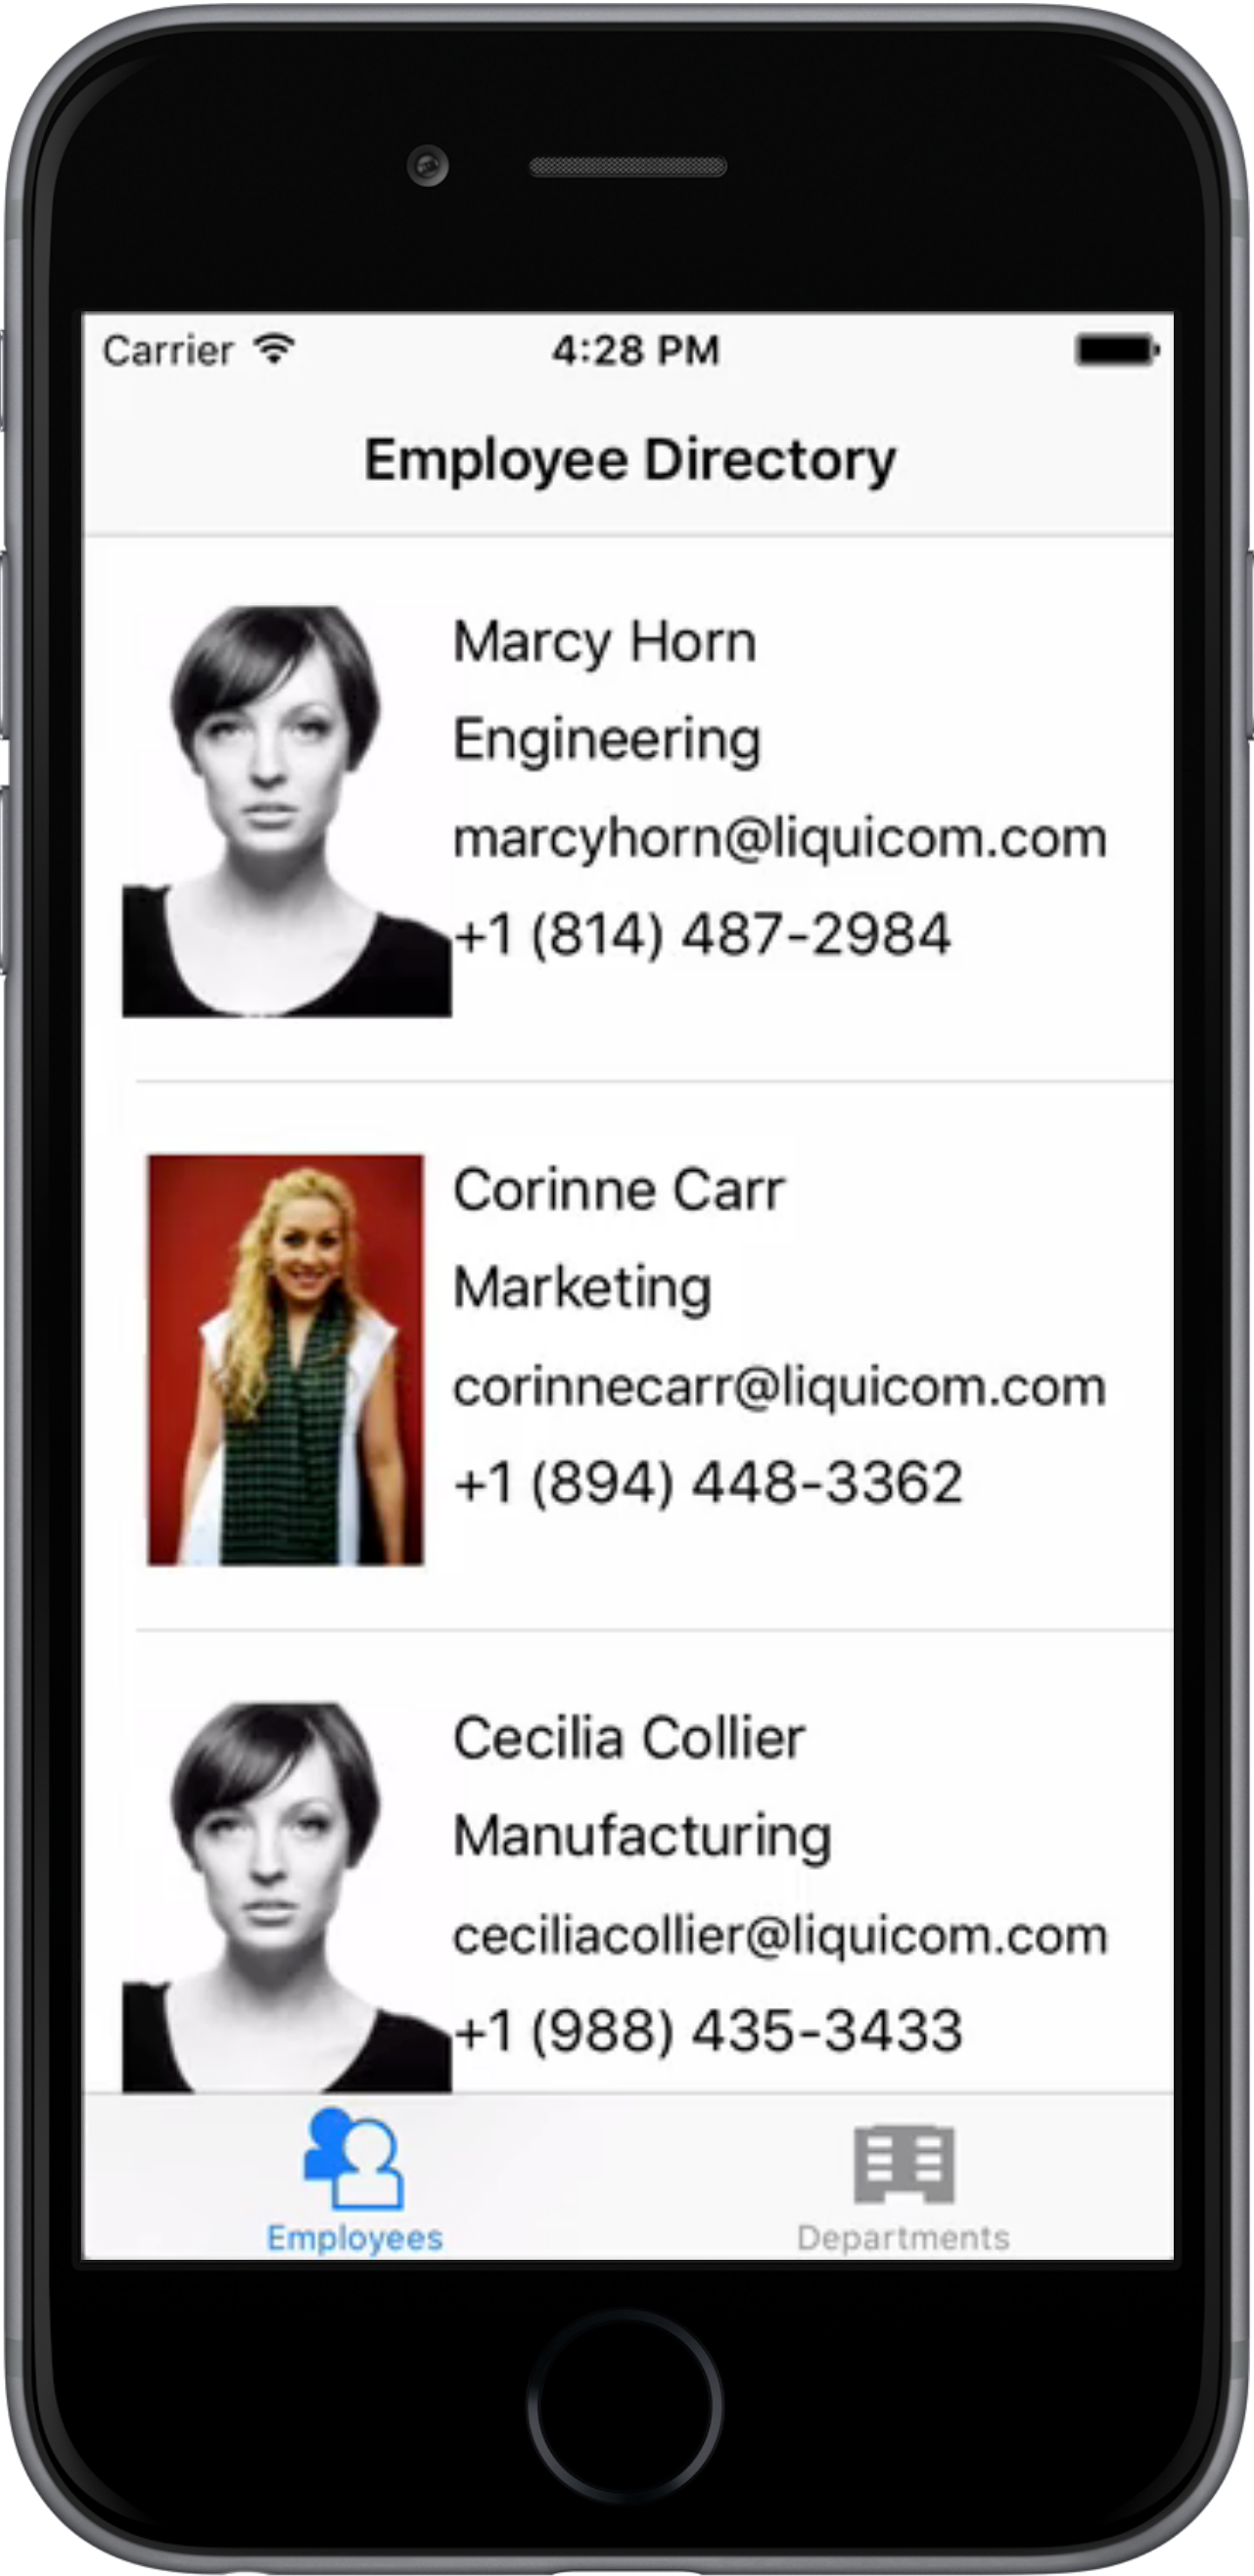 Carrier
4:28 PM
Employee Directory
Marcy Horn
Engineering
marcyhorn@liquicom.com
+1 (814) 487-2984
Corinne Carr
Marketing
corinnecarr@liquicom.com
+1 (894) 448-3362
Cecilia Collier
Manufacturing
ceciliacollier@liquicom.com
+1 (988) 435-3433
Employees
Departments